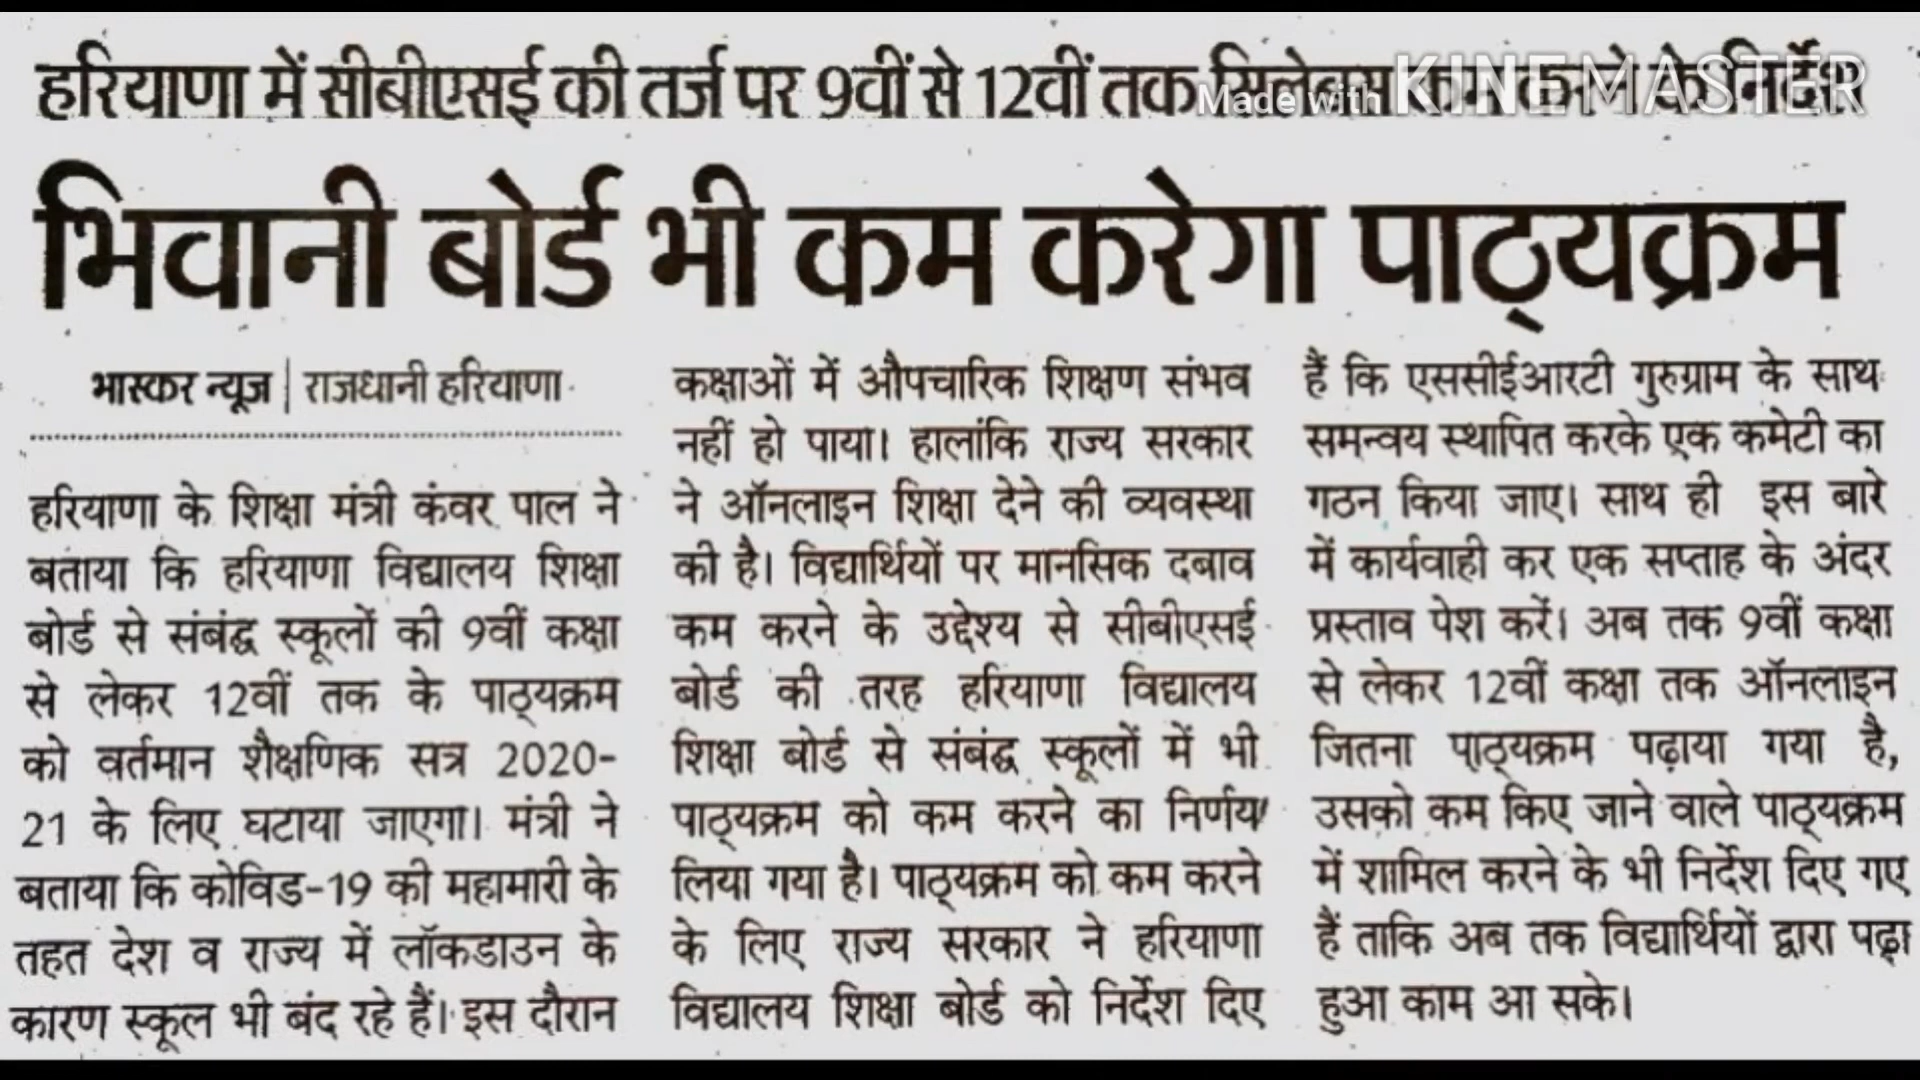 हरियाणा में सीबीएसई की तर्ज पर 9वीं से 12वीं तक सिलेबस कम करने के निर्देश
Made with KINEMASTER
भिवानी बोर्ड भी कम करेगा पाठ्यक्रम
भास्कर न्यूज | राजधानी हरियाणा
हरियाणा के शिक्षा मंत्री कंवर पाल ने
बताया कि हरियाणा विद्यालय शिक्षा
बोर्ड से संबंद्ध स्कूलों की 9वीं कक्षा
से लेकर 12वीं तक के पाठ्यक्रम
को वर्तमान शैक्षणिक सत्र 2020-
21 के लिए घटाया जाएगा। मंत्री ने
बताया कि कोविड-19 की महामारी के
तहत देश व राज्य में लॉकडाउन के
कारण स्कूल भी बंद रहे हैं। इस दौरान
कक्षाओं में औपचारिक शिक्षण संभव
नहीं हो पाया। हालांकि राज्य सरकार
ने ऑनलाइन शिक्षा देने की व्यवस्था
की है। विद्यार्थियों पर मानसिक दबाव
कम करने के उद्देश्य से सीबीएसई
बोर्ड की तरह हरियाणा विद्यालय
शिक्षा बोर्ड से संबंद्ध स्कूलों में भी
पाठ्यक्रम को कम करने का निर्णय
लिया गया है। पाठ्यक्रम को कम करने
के लिए राज्य सरकार ने हरियाणा
विद्यालय शिक्षा बोर्ड को निर्देश दिए
हैं कि एससीईआरटी गुरुग्राम के साथ
समन्वय स्थापित करके एक कमेटी का
गठन किया जाए। साथ ही इस बारे
में कार्यवाही कर एक सप्ताह के अंदर
प्रस्ताव पेश करें। अब तक 9वीं कक्षा
से लेकर 12वीं कक्षा तक ऑनलाइन
जितना पाठ्यक्रम पढ़ाया गया है,
उसको कम किए जाने वाले पाठ्यक्रम
में शामिल करने के भी निर्देश दिए गए
हैं ताकि अब तक विद्यार्थियों द्वारा पढ़ा
हुआ काम आ सके।